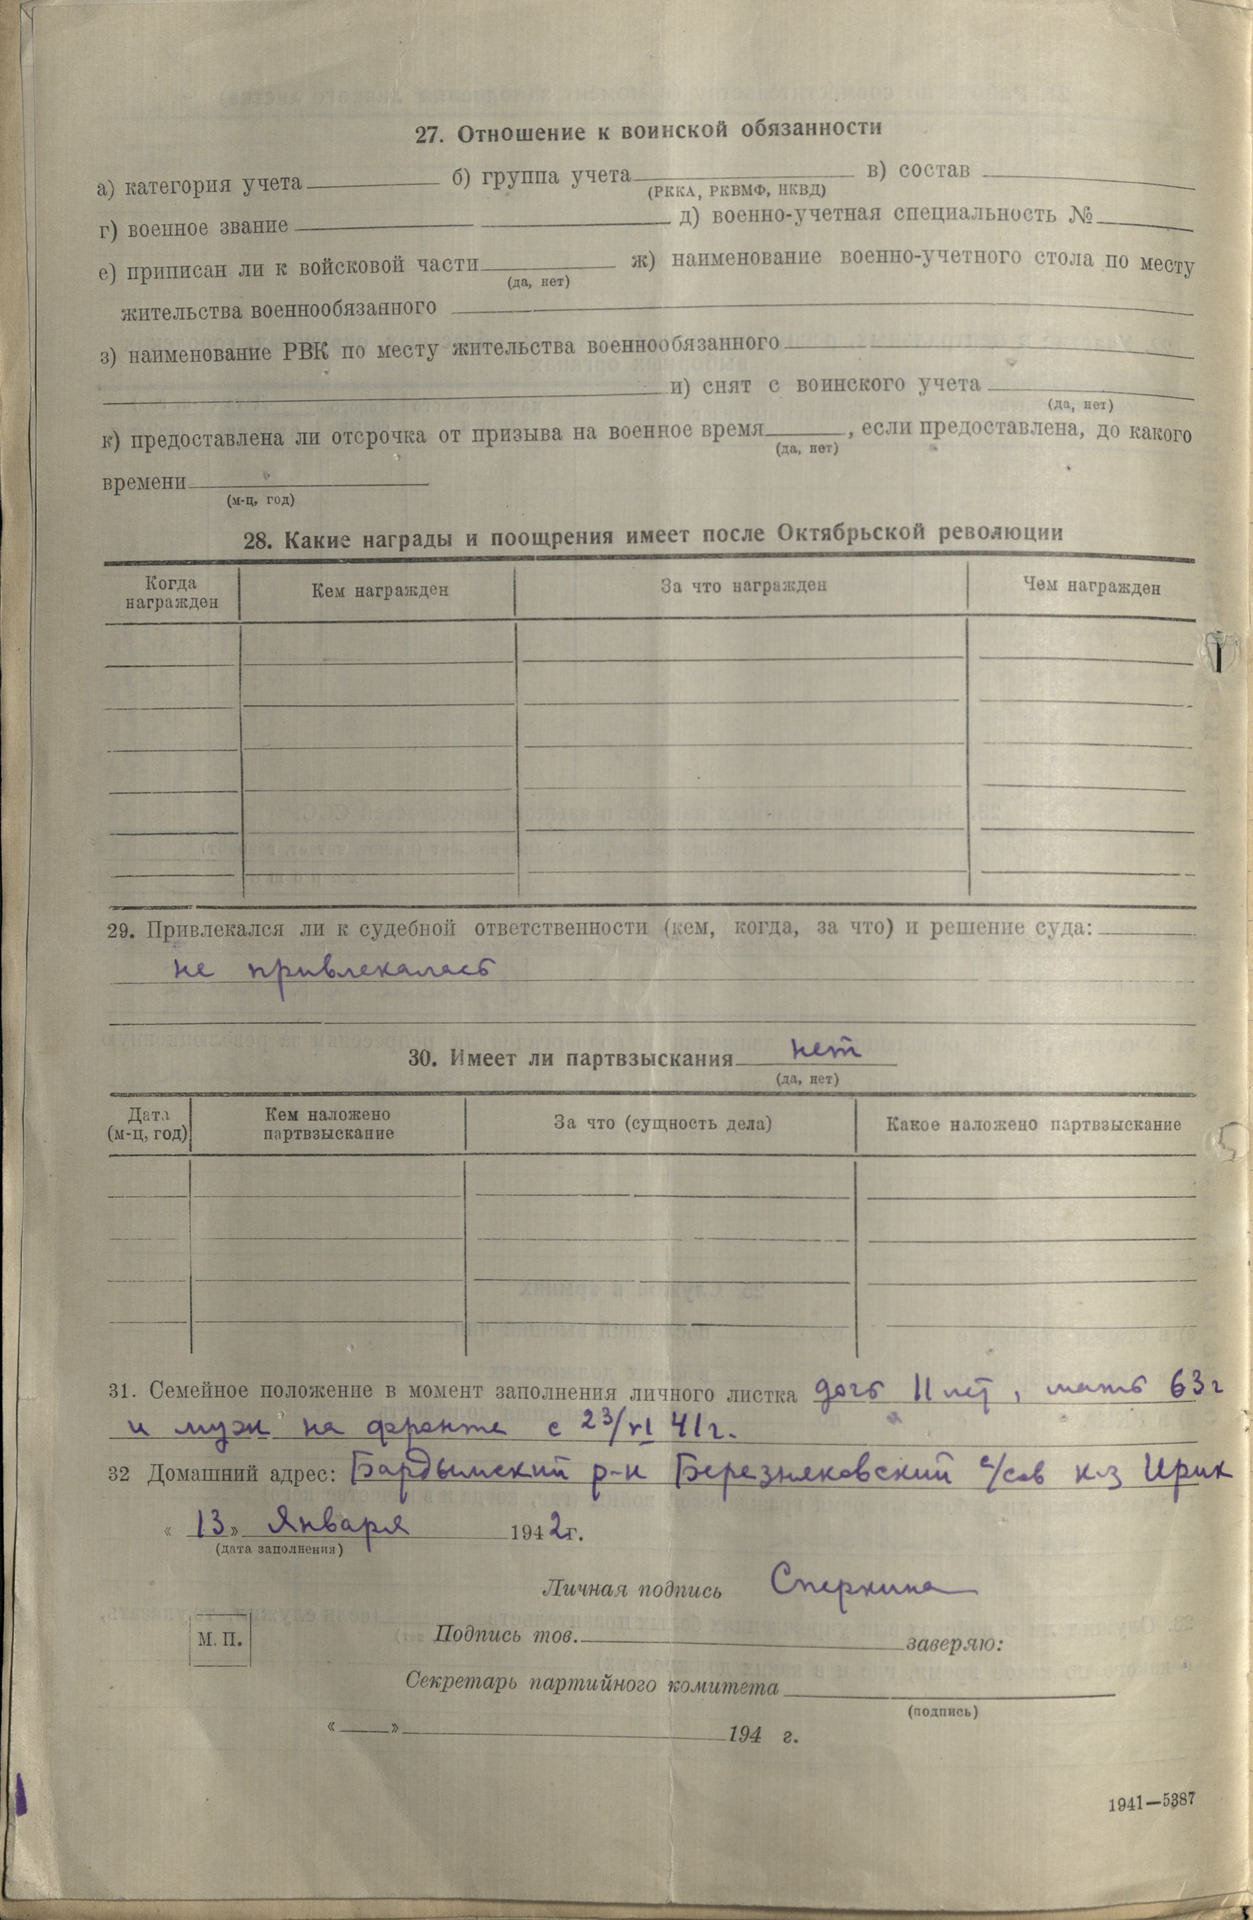 27. Отношение к воинской обязанности
а) категория учета б) группа учета в) состав
(РККА, РКВМФ, НКВД)
г) военное звание д) военно-учетная специальность №
е) приписан ли к войсковой части ж) наименование военно-учетного стола по месту
(да, нет)
жительства военнообязанного
з) наименование РВК по месту жительства военнообязанного
и) снят с воинского учета
(да, нет)
к) предоставлена ли отсрочка от призыва на военное время , если предоставлена, до какого
(да, нет)
времени
(м-ц, год)
28. Какие награды и поощрения имеет после Октябрьской революции
Когда награжден Кем награжден За что награжден Чем награжден
29. Привлекался ли к судебной ответственности (кем, когда, за что) и решение суда:
не привлекалась
30. Имеет ли партвзыскания нет
(да, нет)
Дата (м-ц, год) Кем наложено партвзыскание За что (сущность дела) Какое наложено партвзыскание
31. Семейное положение в момент заполнения личного листка дочь 11 лет, мать 63 г
и муж на фронте с 23/VI 41 г.
32 Домашний адрес: Бардымский р-н Березняковский с/сов к-з Ирик
« 13 » Января 1942 г.
(дата заполнения)
Личная подпись
М. П.
Подпись тов. заверяю:
Секретарь партийного комитета
(подпись)
« » 194 г.
1941—5387